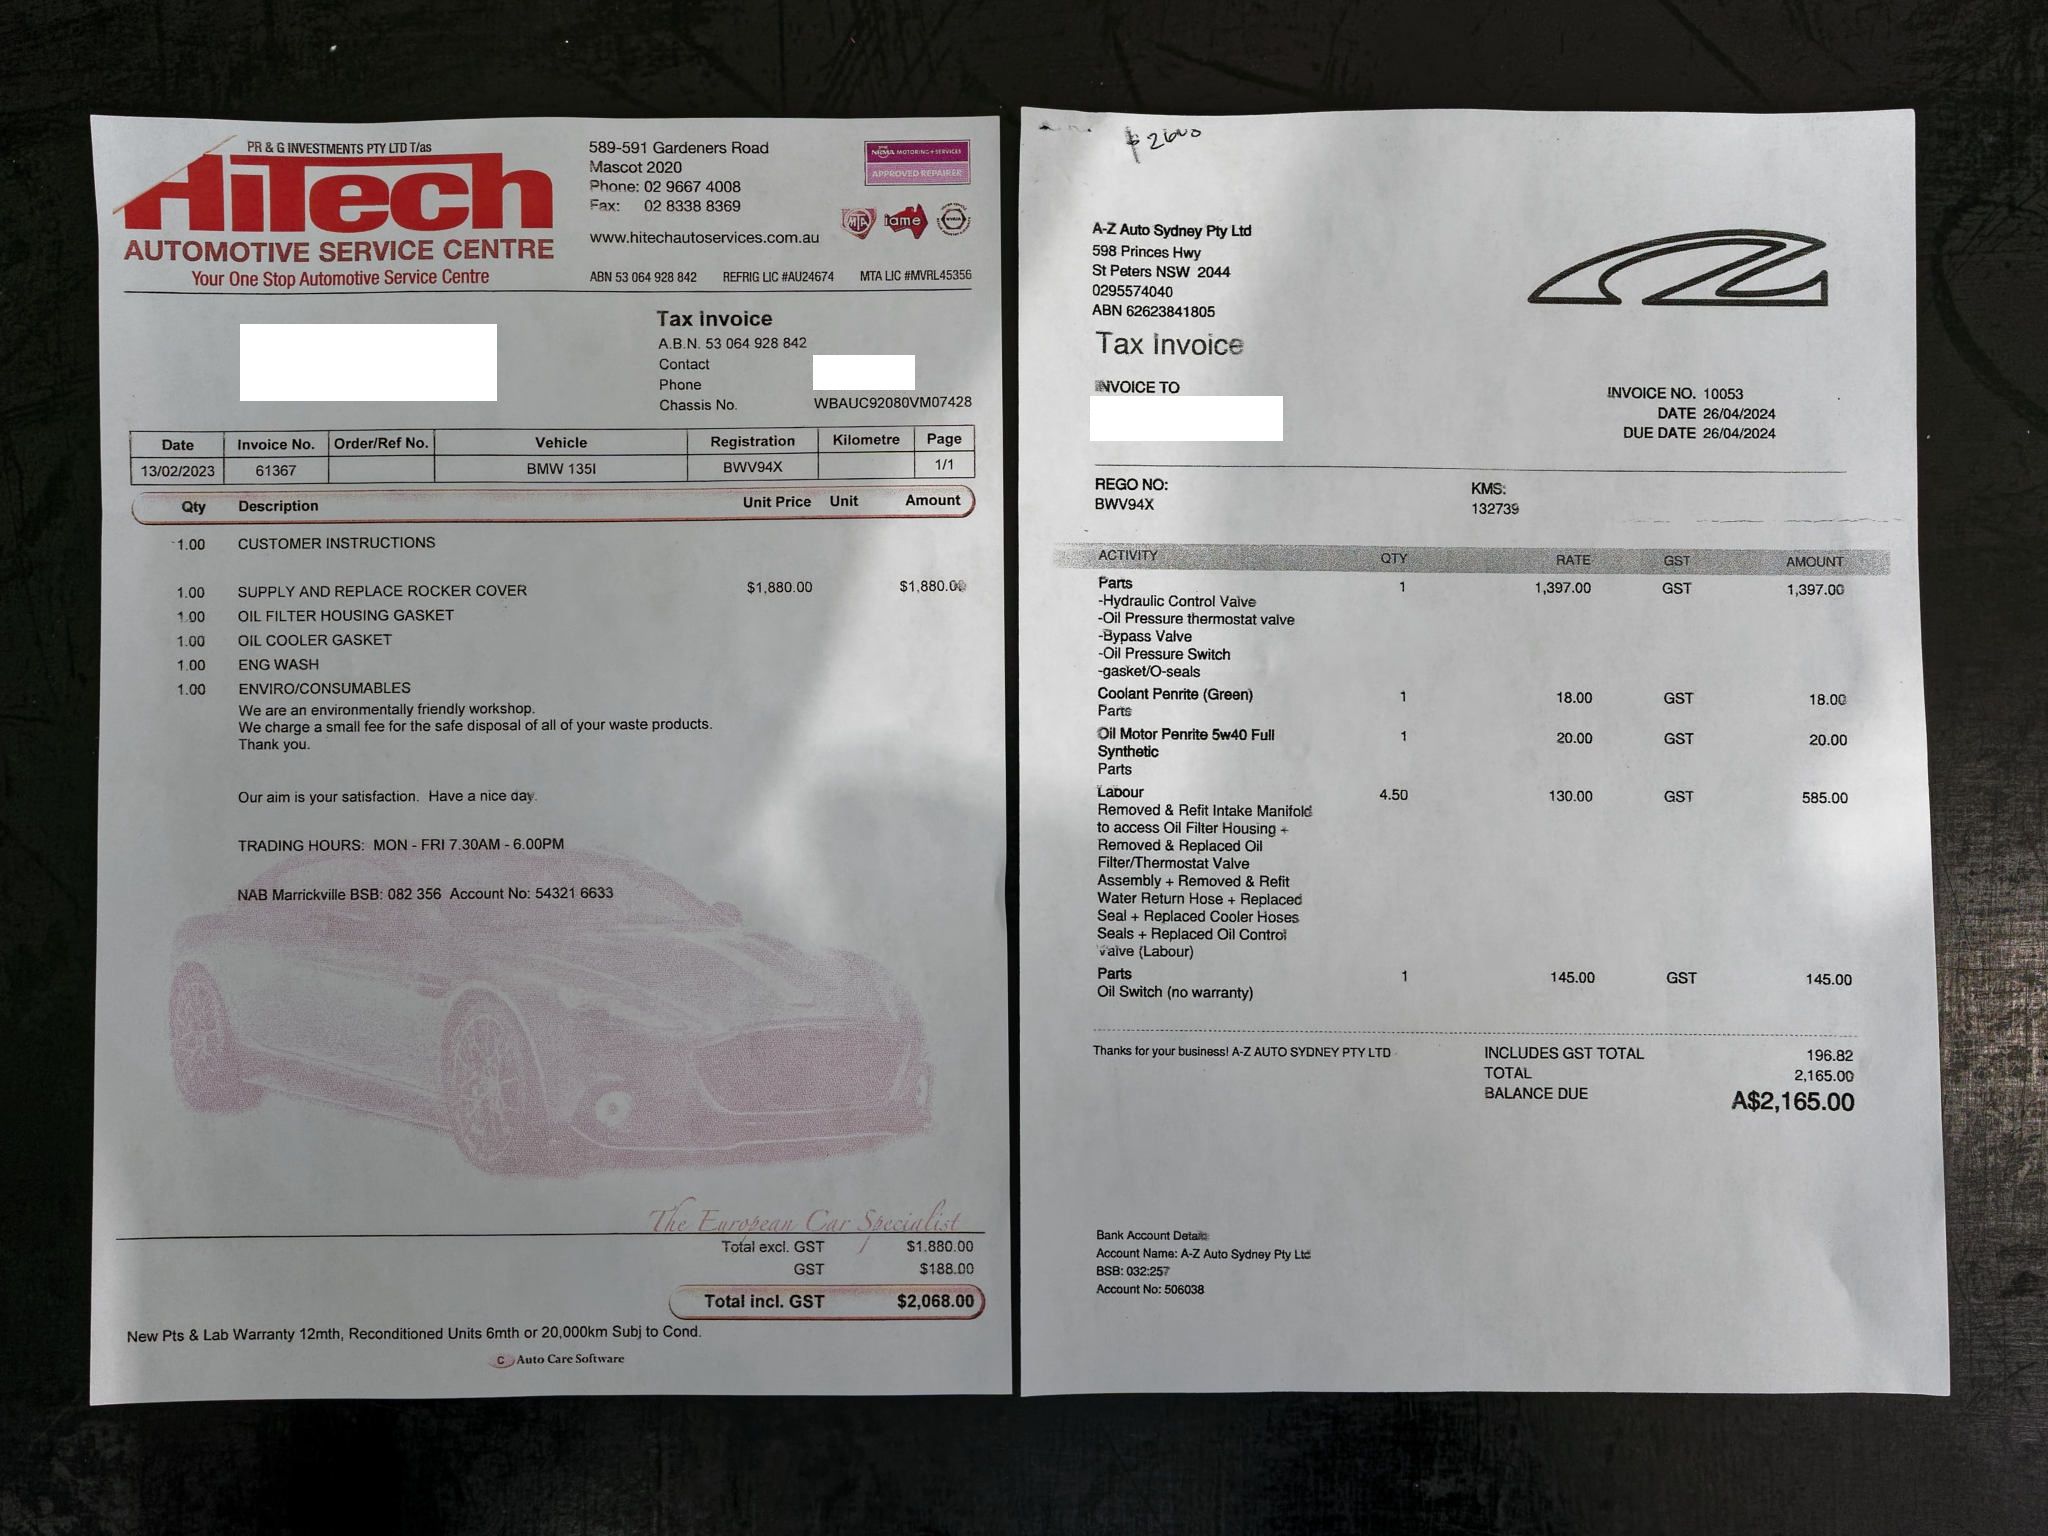 PR & G INVESTMENTS PTY LTD T/as
HiTech
AUTOMOTIVE SERVICE CENTRE
Your One Stop Automotive Service Centre
589-591 Gardeners Road
Mascot 2020
Phone: 02 9667 4008
Fax: 02 8338 8369
www.hitechautoservices.com.au
ABN 53 064 928 842 REFRIG LIC #AU24674 MTA LIC #MVRL45356
NRMA MOTORING+SERVICES
APPROVED REPAIRER
MTA iame
Tax Invoice
A.B.N. 53 064 928 842
Contact
Phone
Chassis No. WBAUC92080VM07428
Date Invoice No. Order/Ref No. Vehicle Registration Kilometre Page
13/02/2023 61367 BMW 135I BWV94X 1/1
Qty Description Unit Price Unit Amount
1.00 CUSTOMER INSTRUCTIONS
1.00 SUPPLY AND REPLACE ROCKER COVER $1,880.00 $1,880.00
1.00 OIL FILTER HOUSING GASKET
1.00 OIL COOLER GASKET
1.00 ENG WASH
1.00 ENVIRO/CONSUMABLES
We are an environmentally friendly workshop.
We charge a small fee for the safe disposal of all of your waste products.
Thank you.
Our aim is your satisfaction. Have a nice day.
TRADING HOURS: MON - FRI 7.30AM - 6.00PM
NAB Marrickville BSB: 082 356 Account No: 54321 6633
The European Car Specialist
Total excl. GST $1,880.00
GST $188.00
Total incl. GST $2,068.00
New Pts & Lab Warranty 12mth, Reconditioned Units 6mth or 20,000km Subj to Cond.
C Auto Care Software
$2600
A-Z Auto Sydney Pty Ltd
598 Princes Hwy
St Peters NSW 2044
0295574040
ABN 62623841805
Tax Invoice
INVOICE TO
INVOICE NO. 10053
DATE 26/04/2024
DUE DATE 26/04/2024
REGO NO: KMS:
BWV94X 132739
ACTIVITY QTY RATE GST AMOUNT
Parts 1 1,397.00 GST 1,397.00
-Hydraulic Control Valve
-Oil Pressure thermostat valve
-Bypass Valve
-Oil Pressure Switch
-gasket/O-seals
Coolant Penrite (Green) 1 18.00 GST 18.00
Parts
Oil Motor Penrite 5w40 Full 1 20.00 GST 20.00
Synthetic
Parts
Labour 4.50 130.00 GST 585.00
Removed & Refit Intake Manifold
to access Oil Filter Housing +
Removed & Replaced Oil
Filter/Thermostat Valve
Assembly + Removed & Refit
Water Return Hose + Replaced
Seal + Replaced Cooler Hoses
Seals + Replaced Oil Control
Valve (Labour)
Parts 1 145.00 GST 145.00
Oil Switch (no warranty)
Thanks for your business! A-Z AUTO SYDNEY PTY LTD
INCLUDES GST TOTAL 196.82
TOTAL 2,165.00
BALANCE DUE A$2,165.00
Bank Account Details
Account Name: A-Z Auto Sydney Pty Ltd
BSB: 032:257
Account No: 506038